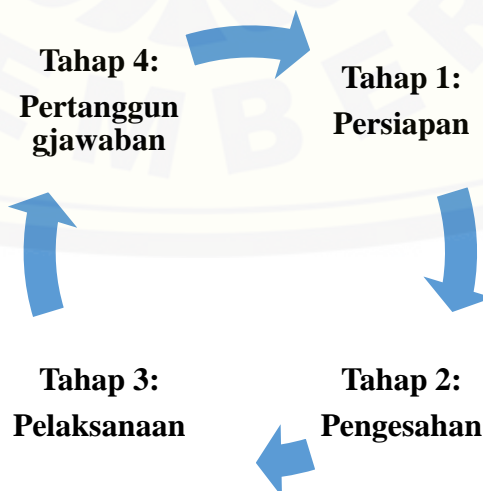 Tahap 4:
Pertanggun
gjawaban
Tahap 1:
Persiapan
Tahap 3:
Pelaksanaan
Tahap 2:
Pengesahan